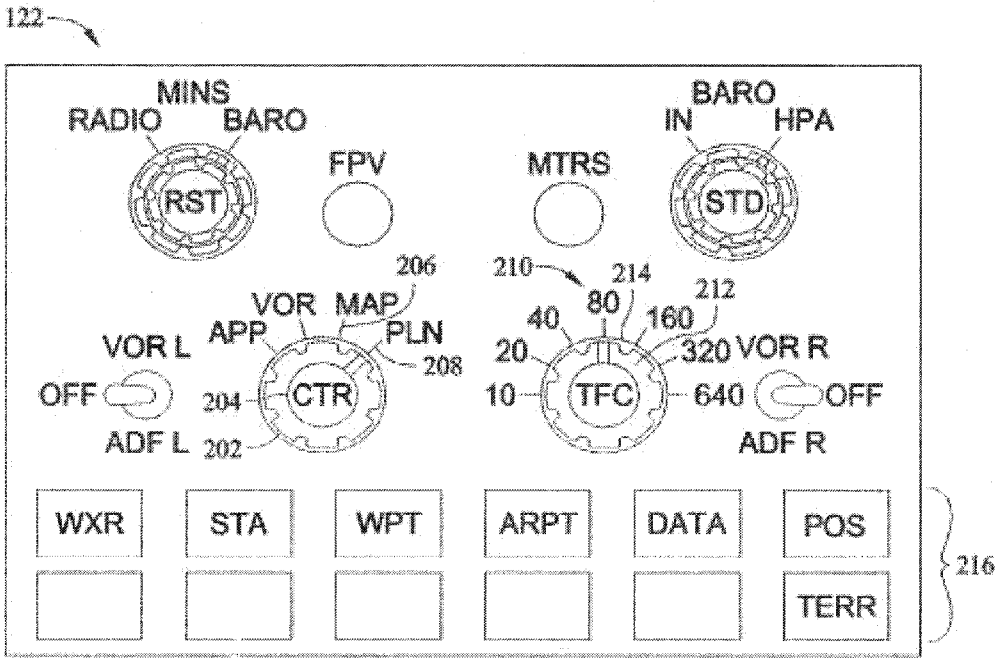 122
MINS
BARO
RADIO
BARO
IN
HPA
FPV
MTRS
RST
STD
206
210
214
212
VOR
MAP
80
APP
PLN
40
160
VOR L
208
20
320
VOR R
OFF
204
CTR
10
TFC
640
OFF
ADF L
202
ADF R
WXR
STA
WPT
ARPT
DATA
POS
216
TERR